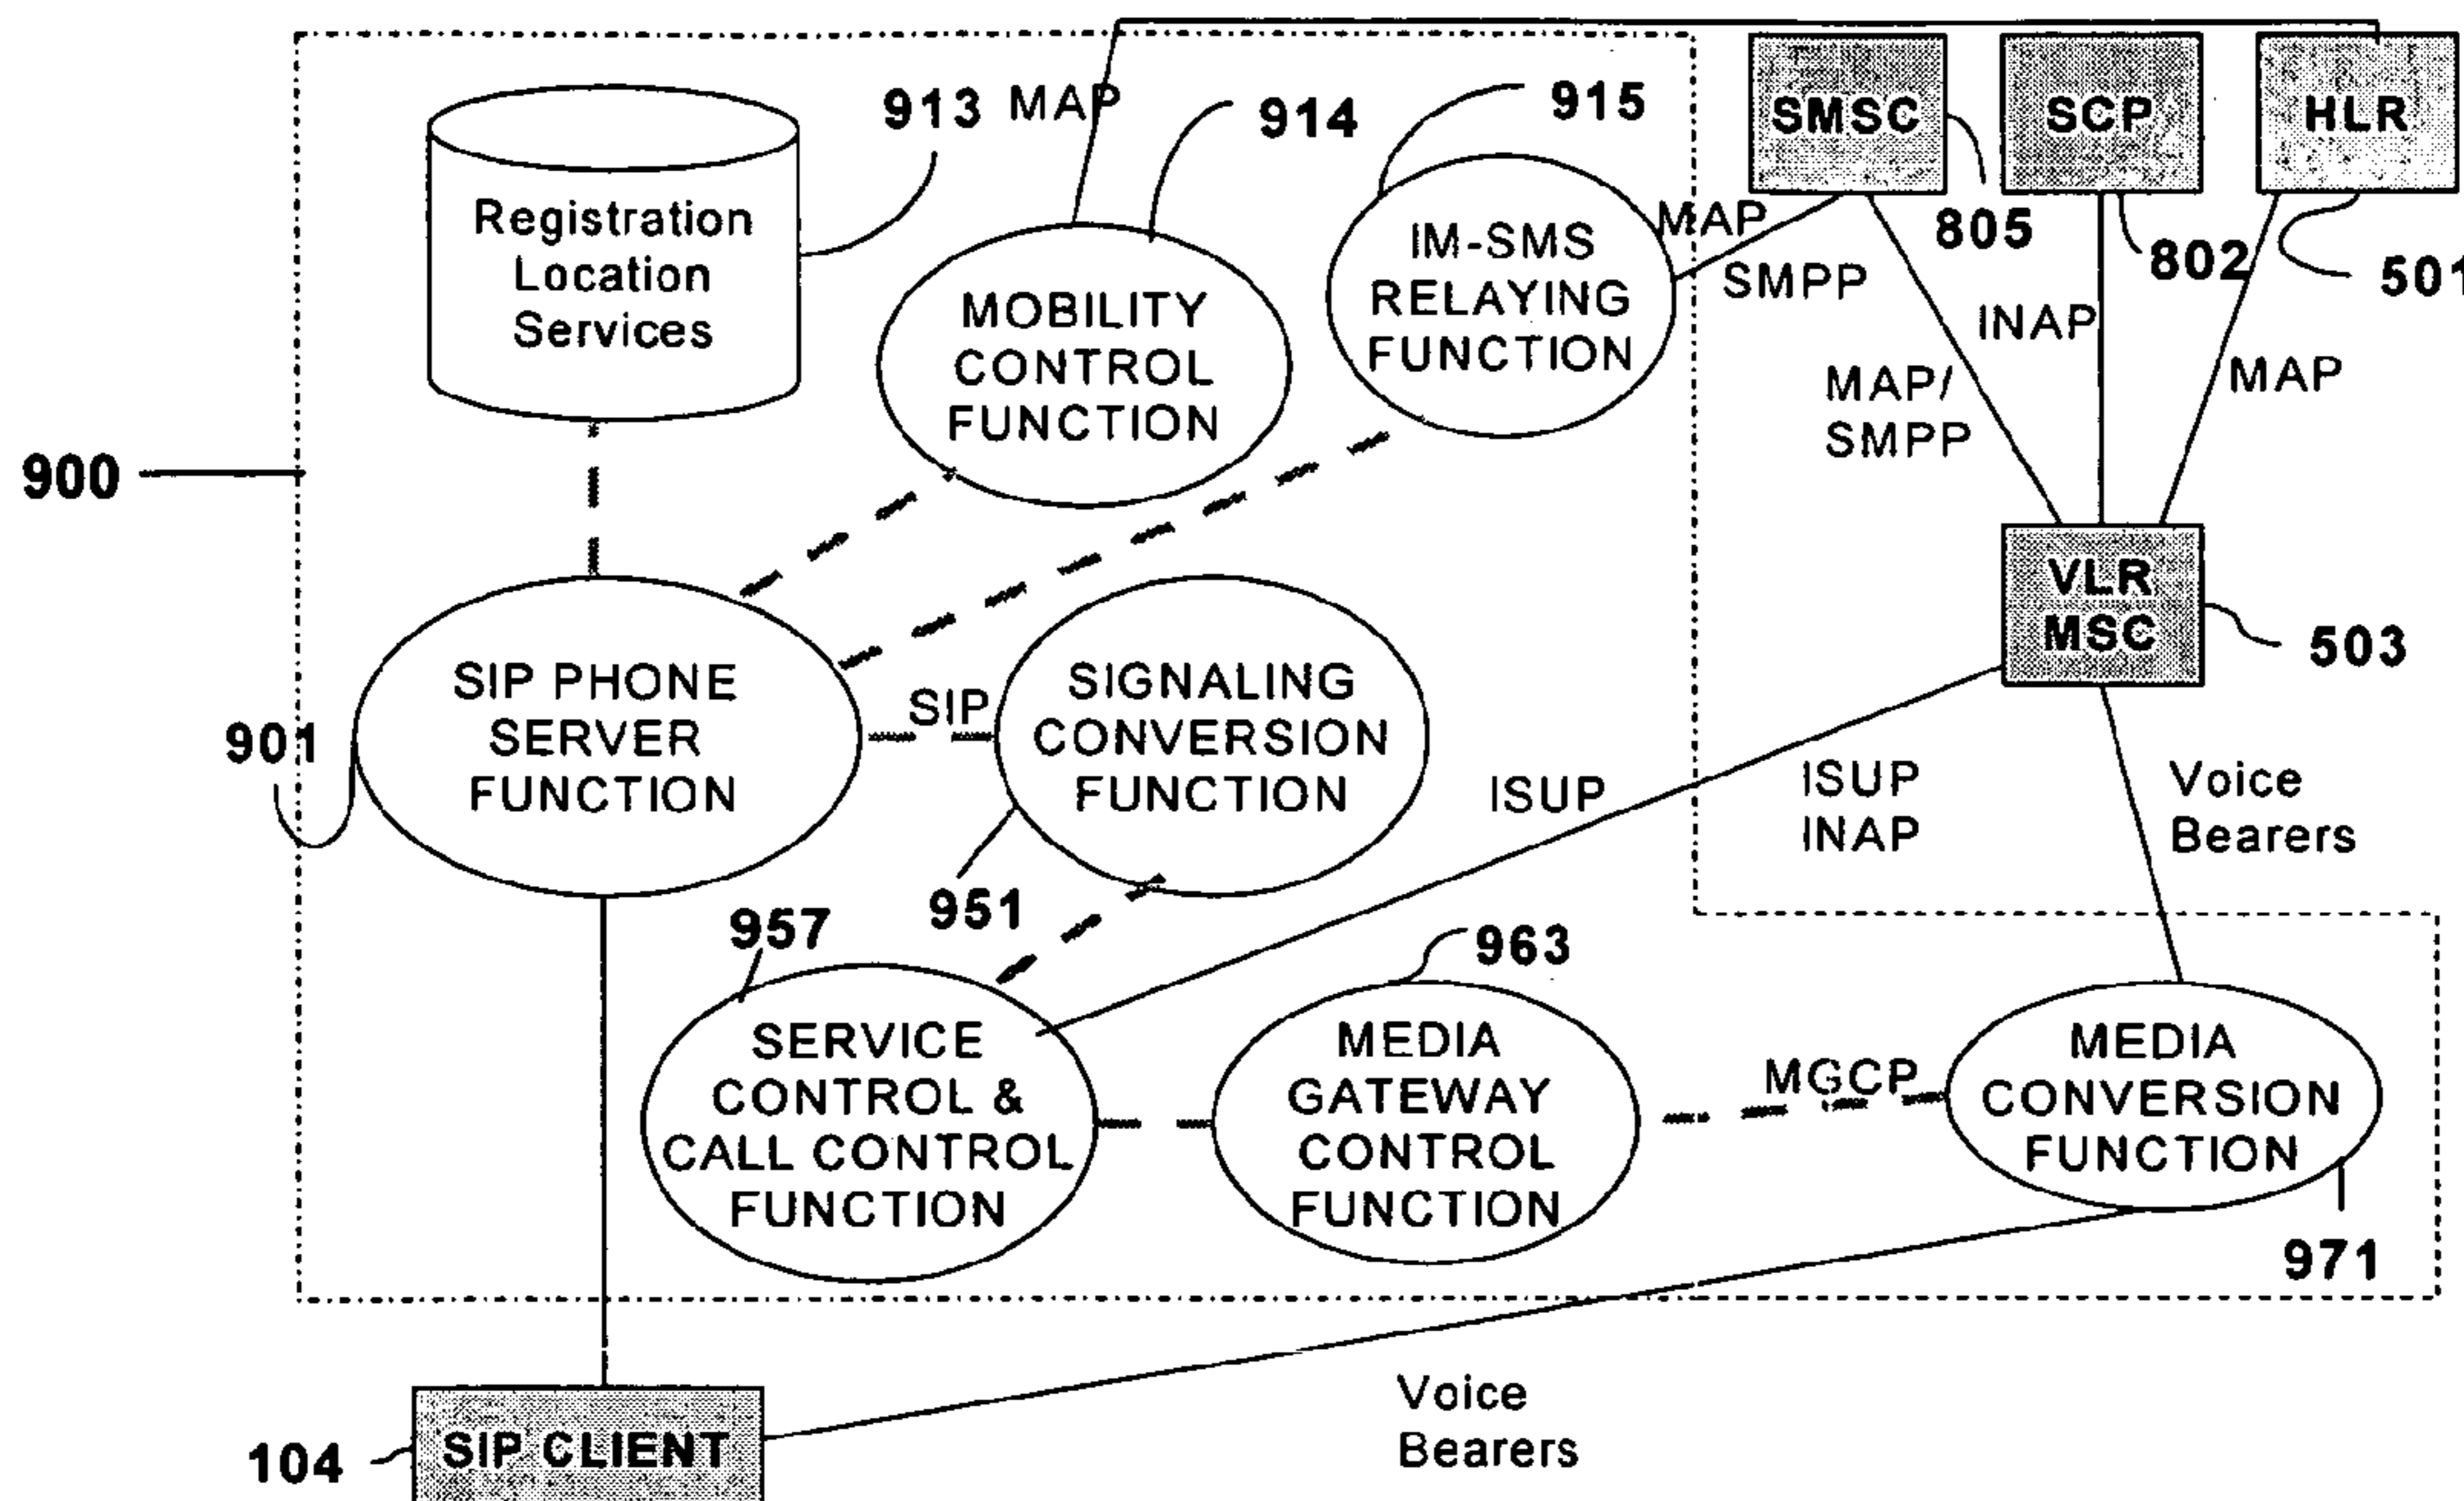 913
MAP
914
915
SMSC
SCP
HLR
Registration
Location
Services
MOBILITY
CONTROL
FUNCTION
IM-SMS
RELAYING
FUNCTION
MAP
SMPP
805
802
501
INAP
MAP/
SMPP
MAP
900
VLR
MSC
503
SIP PHONE
SERVER
FUNCTION
901
SIP
SIGNALING
CONVERSION
FUNCTION
951
ISUP
ISUP
INAP
Voice
Bearers
957
963
SERVICE
CONTROL &
CALL CONTROL
FUNCTION
MEDIA
GATEWAY
CONTROL
FUNCTION
MGCP
MEDIA
CONVERSION
FUNCTION
971
104
SIP CLIENT
Voice
Bearers